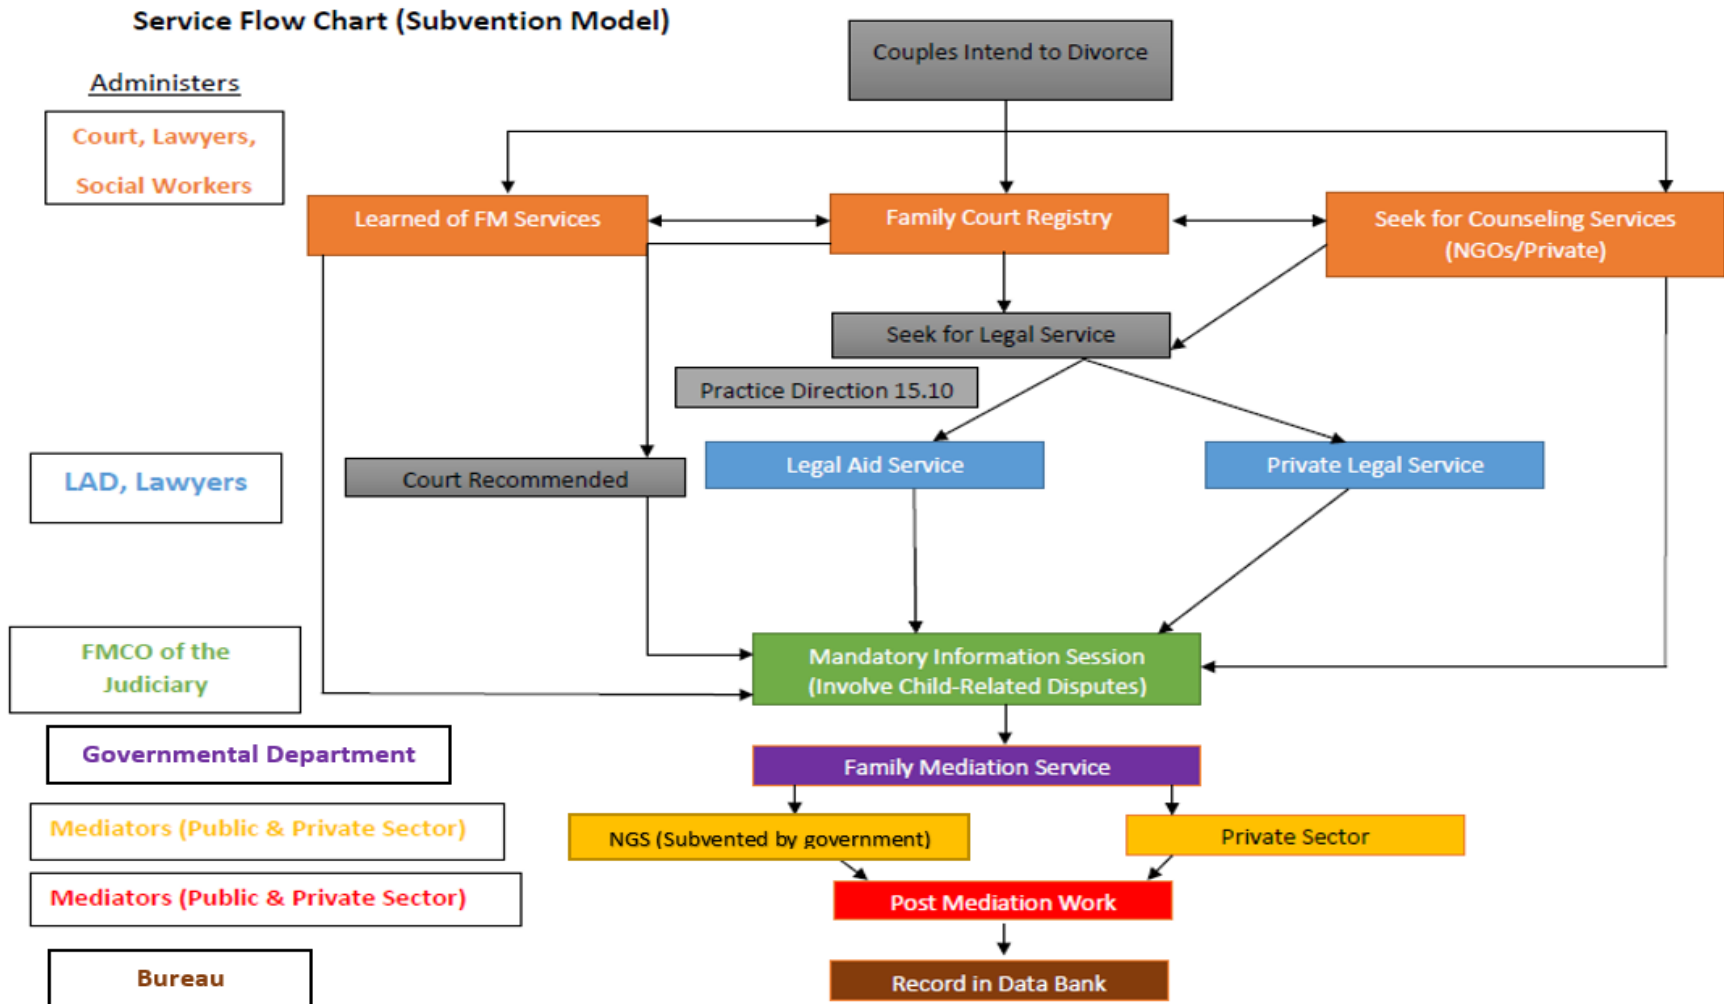 Service Flow Chart (Subvention Model)
Couples Intend to Divorce
Administers
Court, Lawyers,
Social Workers
Learned of FM Services
Family Court Registry
Seek for Counseling Services
(NGOs/Private)
Seek for Legal Service
Practice Direction 15.10
LAD, Lawyers
Court Recommended
Legal Aid Service
Private Legal Service
FMCO of the
Judiciary
Mandatory Information Session
(Involve Child-Related Disputes)
Governmental Department
Family Mediation Service
Mediators (Public & Private Sector)
NGS (Subvented by government)
Private Sector
Mediators (Public & Private Sector)
Post Mediation Work
Bureau
Record in Data Bank